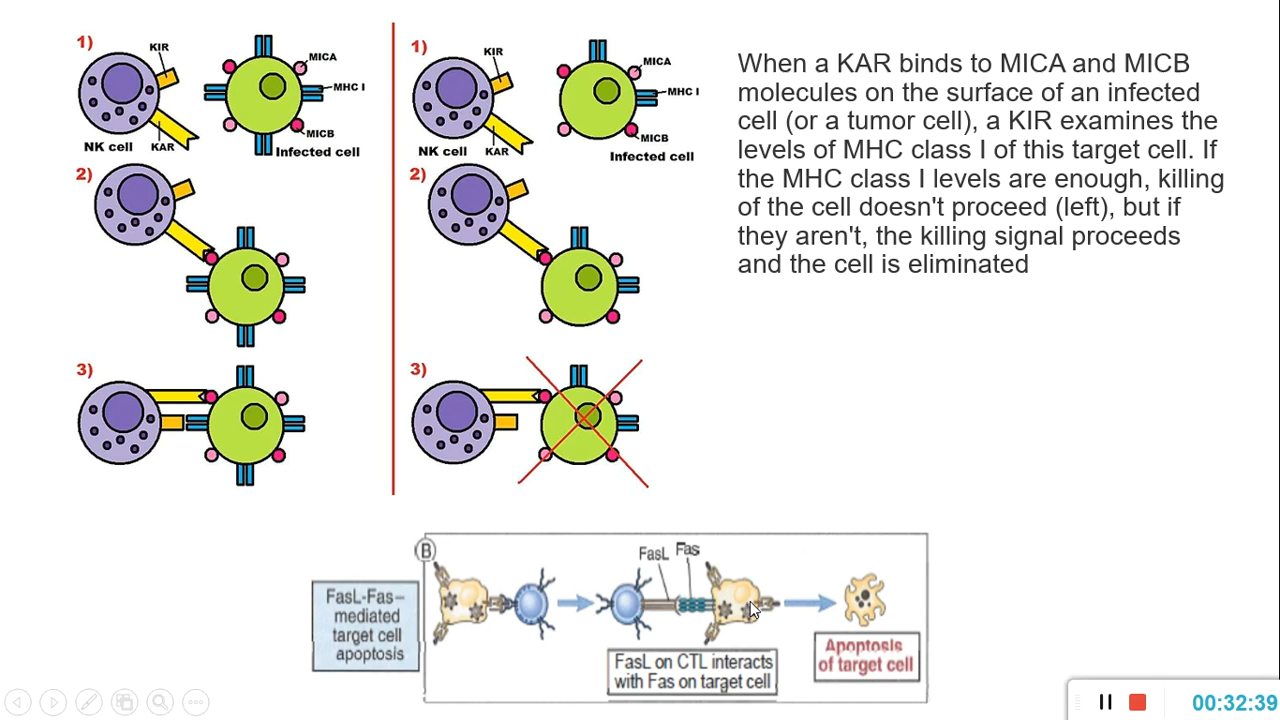 1)
KIR
MICA
MHC I
MICB
NK cell
KAR
Infected cell
2)
3)
1)
KIR
MICA
MHC I
MICB
NK cell
KAR
Infected cell
2)
3)
When a KAR binds to MICA and MICB
molecules on the surface of an infected
cell (or a tumor cell), a KIR examines the
levels of MHC class I of this target cell. If
the MHC class I levels are enough, killing
of the cell doesn't proceed (left), but if
they aren't, the killing signal proceeds
and the cell is eliminated
B
FasL-Fas–
mediated
target cell
apoptosis
FasL
Fas
FasL on CTL interacts
with Fas on target cell
Apoptosis
of target cell
00:32:39